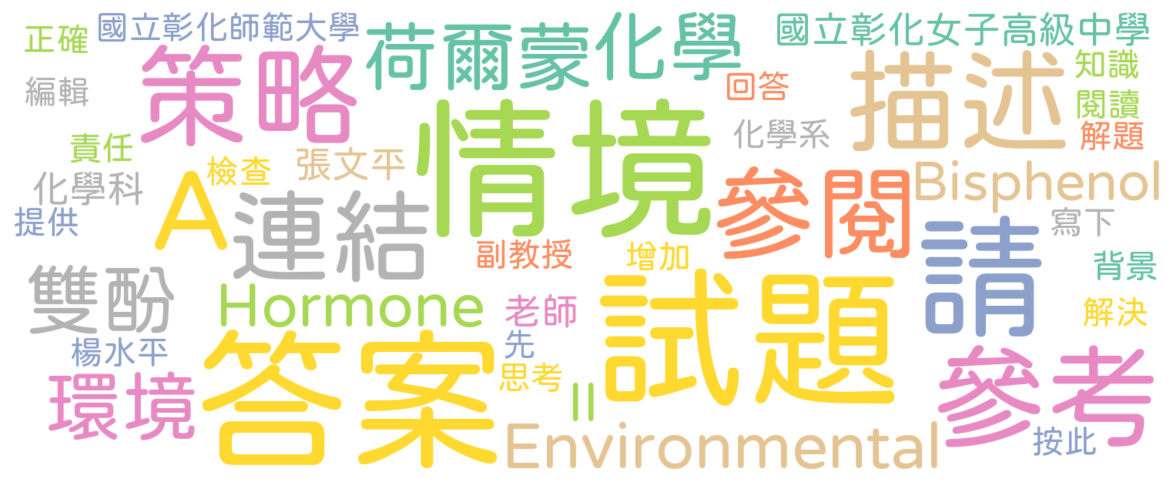 正確
國立彰化師範大學
荷爾蒙化學
國立彰化女子高級中學
編輯
策略
回答
描述
知識
閱讀
責任
情境
化學系
解題
化學科
A
檢查
張文平
參閱
Bisphenol
提供
連結
副教授
增加
請
寫下
背景
雙酚
Hormone
老師
試題
解決
楊水平
答案
先
思考
環境
II
參考
Environmental
按此